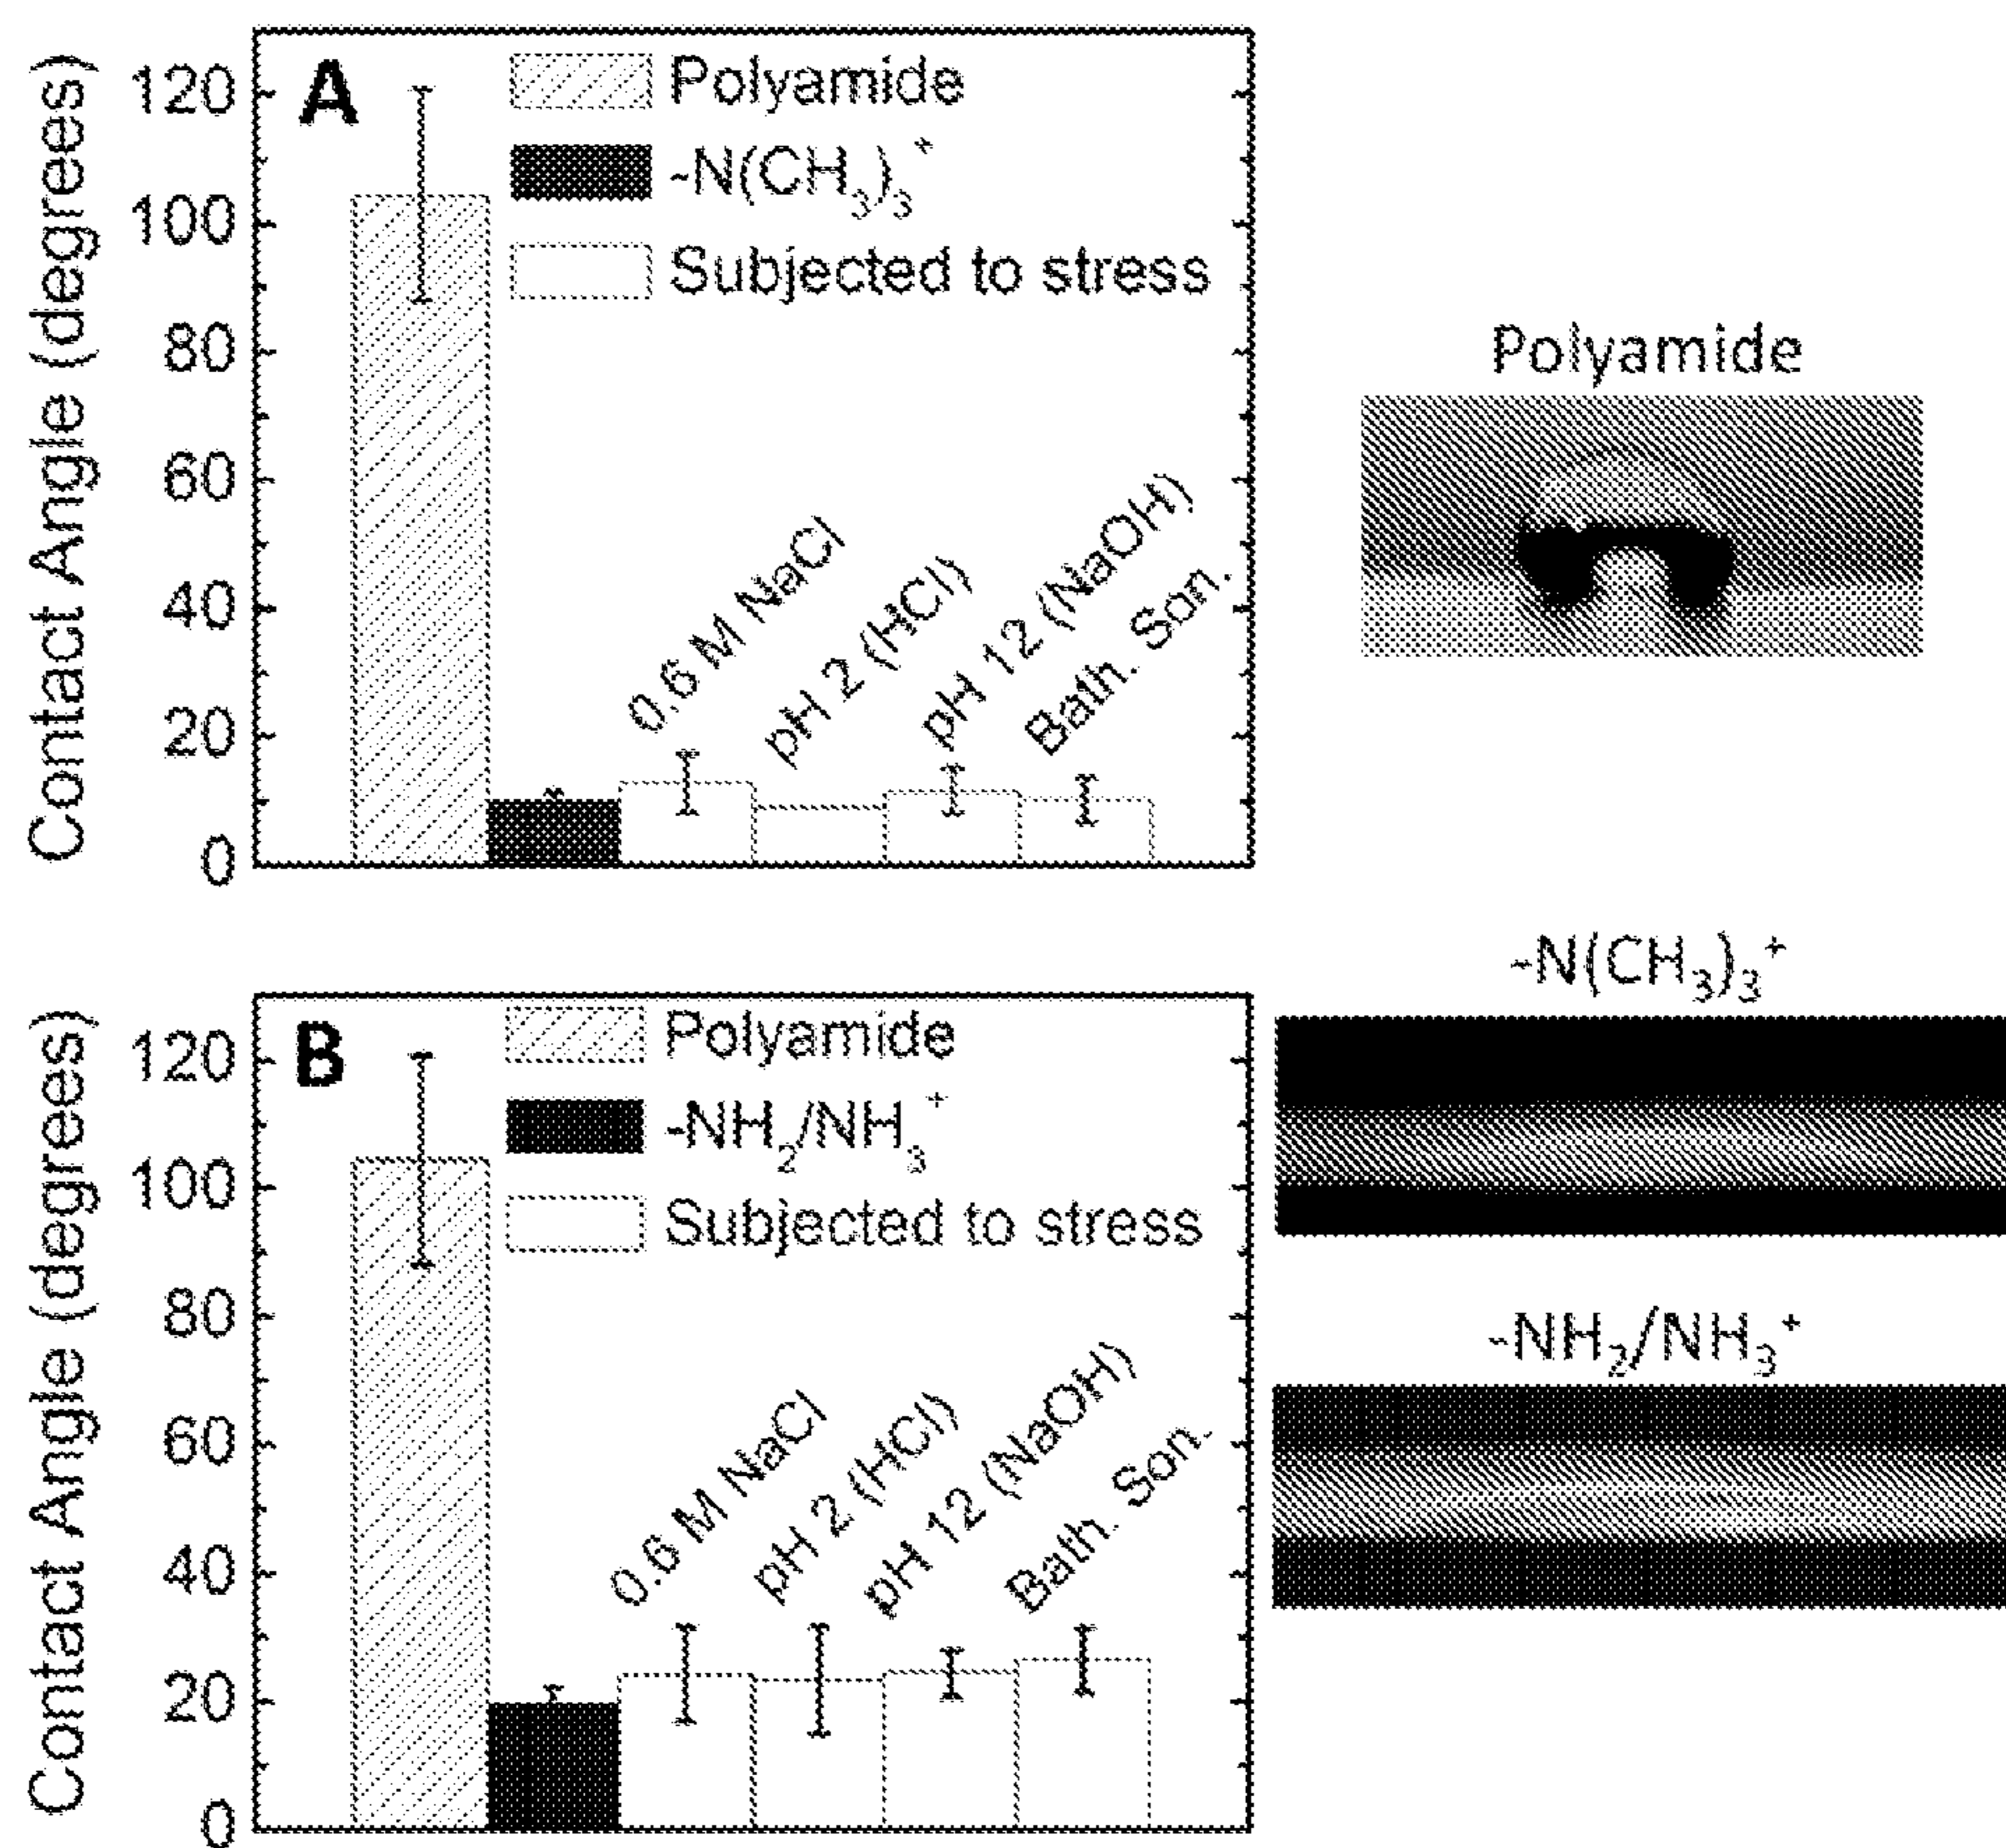 A
Contact Angle (degrees)
120
100
80
60
40
20
0
Polyamide
-N(CH₃)₃⁺
Subjected to stress
0.6 M NaCl
pH 2 (HCl)
pH 12 (NaOH)
Bath. Son.
Polyamide
B
Contact Angle (degrees)
120
100
80
60
40
20
0
Polyamide
-NH₂/NH₃⁺
Subjected to stress
0.6 M NaCl
pH 2 (HCl)
pH 12 (NaOH)
Bath. Son.
-N(CH₃)₃⁺
-NH₂/NH₃⁺